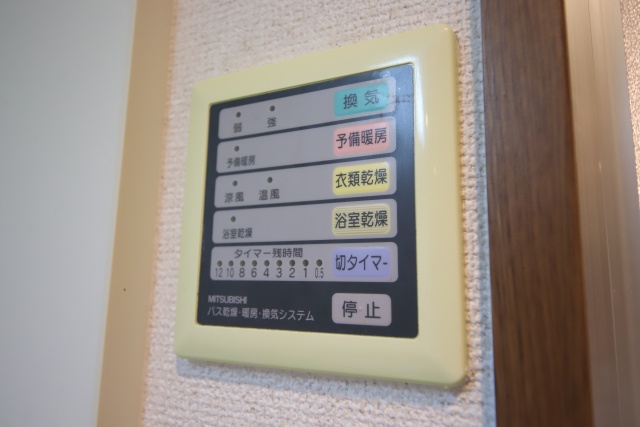 換気
弱 強
予備暖房
予備暖房
衣類乾燥
涼風 温風
浴室乾燥
浴室乾燥
タイマー残時間
切タイマー
12 10 8 6 4 3 2 1 0.5
MITSUBISHI
停止
バス乾燥・暖房・換気システム